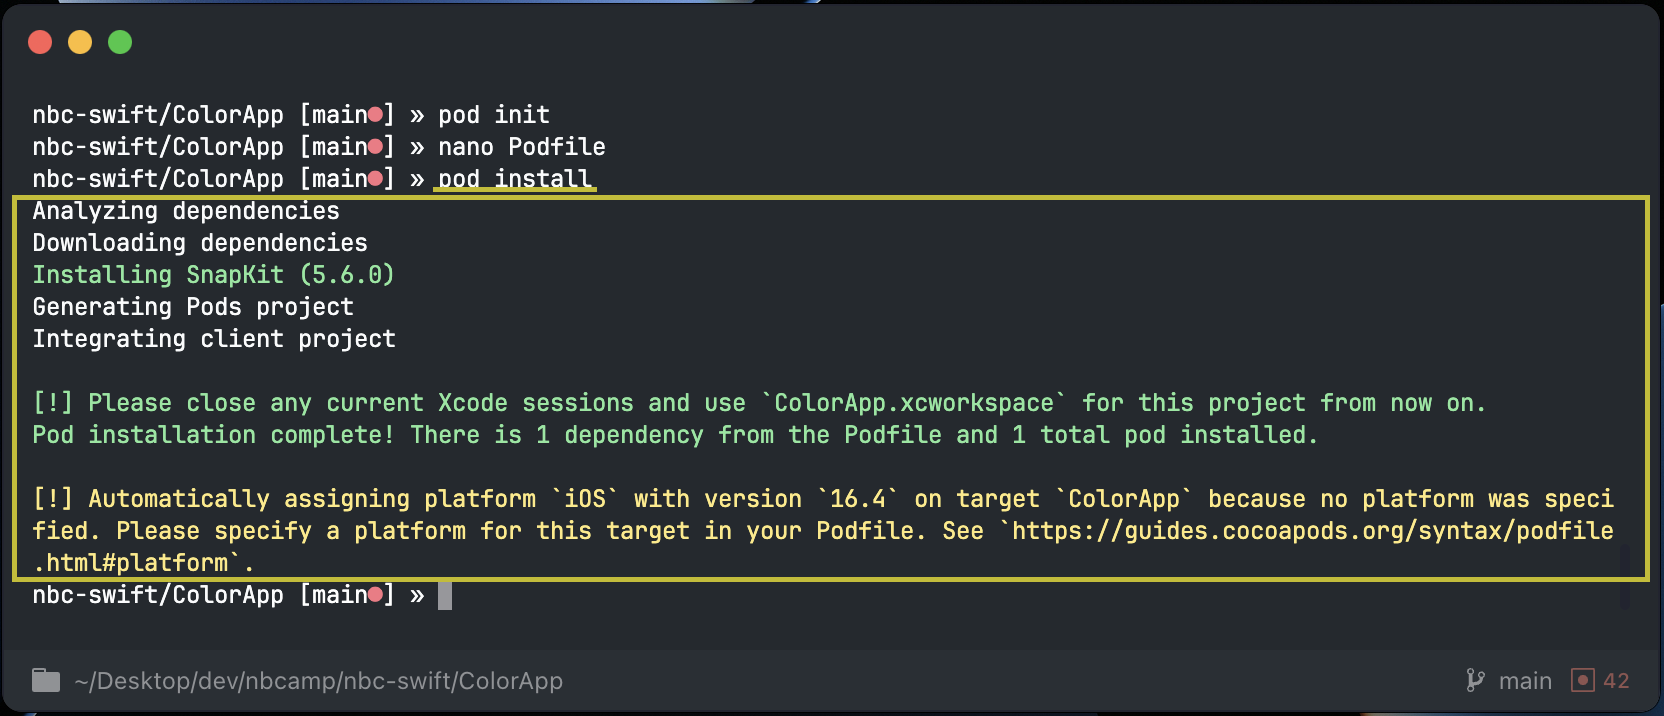 nbc-swift/ColorApp [main●] » pod init
nbc-swift/ColorApp [main●] » nano Podfile
nbc-swift/ColorApp [main●] » pod install
Analyzing dependencies
Downloading dependencies
Installing SnapKit (5.6.0)
Generating Pods project
Integrating client project
[!] Please close any current Xcode sessions and use `ColorApp.xcworkspace` for this project from now on.
Pod installation complete! There is 1 dependency from the Podfile and 1 total pod installed.
[!] Automatically assigning platform `iOS` with version `16.4` on target `ColorApp` because no platform was speci
fied. Please specify a platform for this target in your Podfile. See `https://guides.cocoapods.org/syntax/podfile
.html#platform`.
nbc-swift/ColorApp [main●] »
~/Desktop/dev/nbcamp/nbc-swift/ColorApp main 42